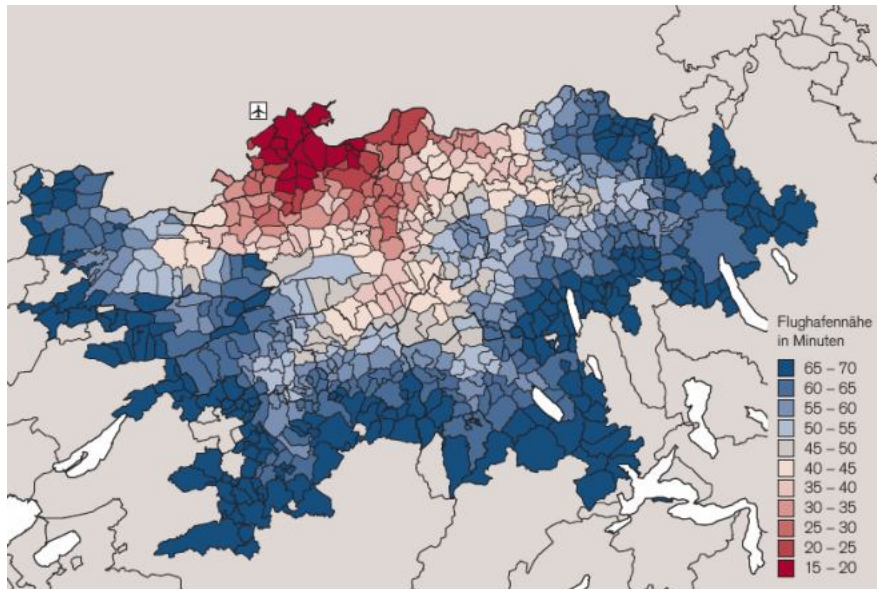 Flughafennähe
in Minuten
65 – 70
60 – 65
55 – 60
50 – 55
45 – 50
40 – 45
35 – 40
30 – 35
25 – 30
20 – 25
15 – 20